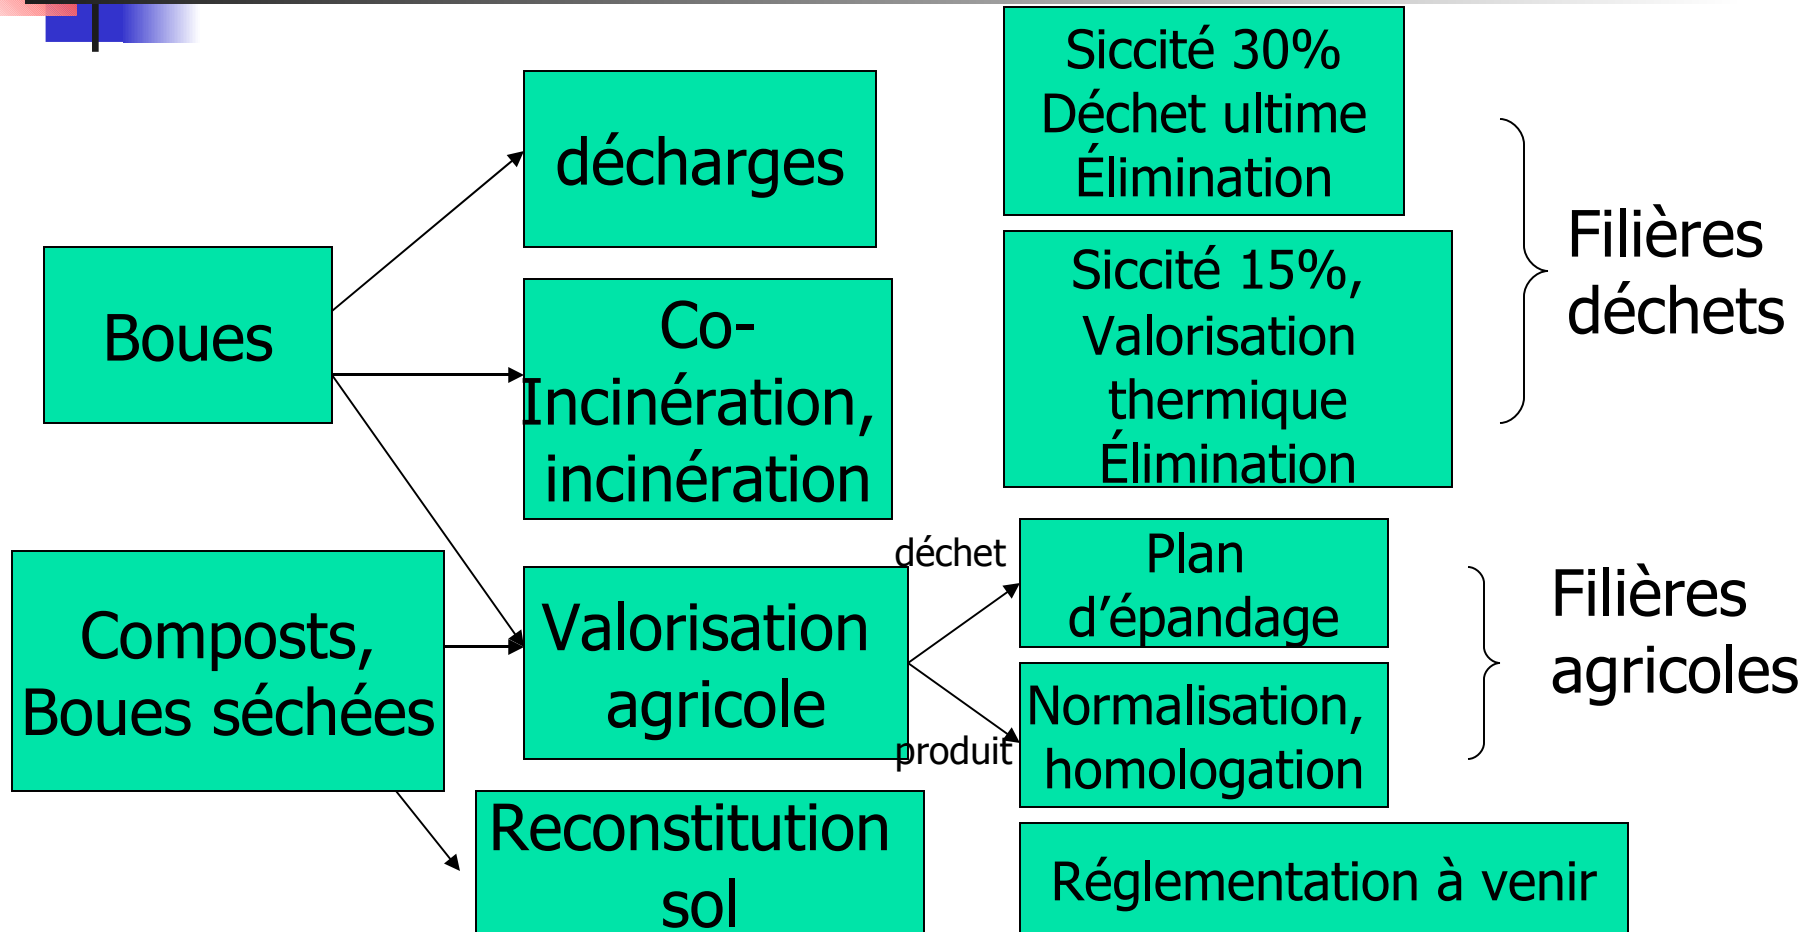 Boues
Composts,
Boues séchées
décharges
Co-
Incinération,
incinération
Valorisation
agricole
Reconstitution
sol
déchet
produit
Siccité 30%
Déchet ultime
Élimination
Siccité 15%,
Valorisation
thermique
Élimination
Plan
d’épandage
Normalisation,
homologation
Réglementation à venir
Filières
déchets
Filières
agricoles